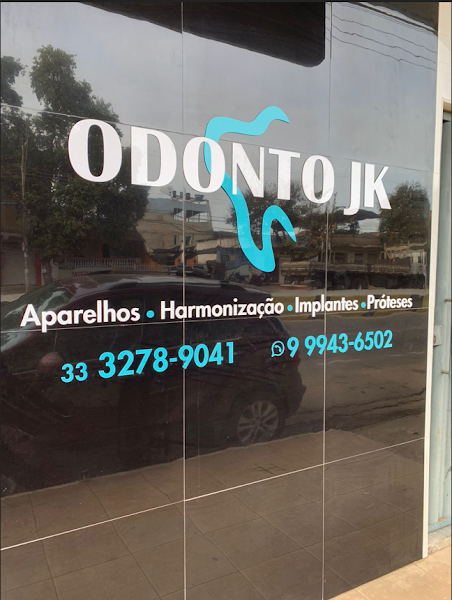 ODONTO JK
Aparelhos • Harmonização • Implantes • Próteses
33 3278-9041 9 9943-6502